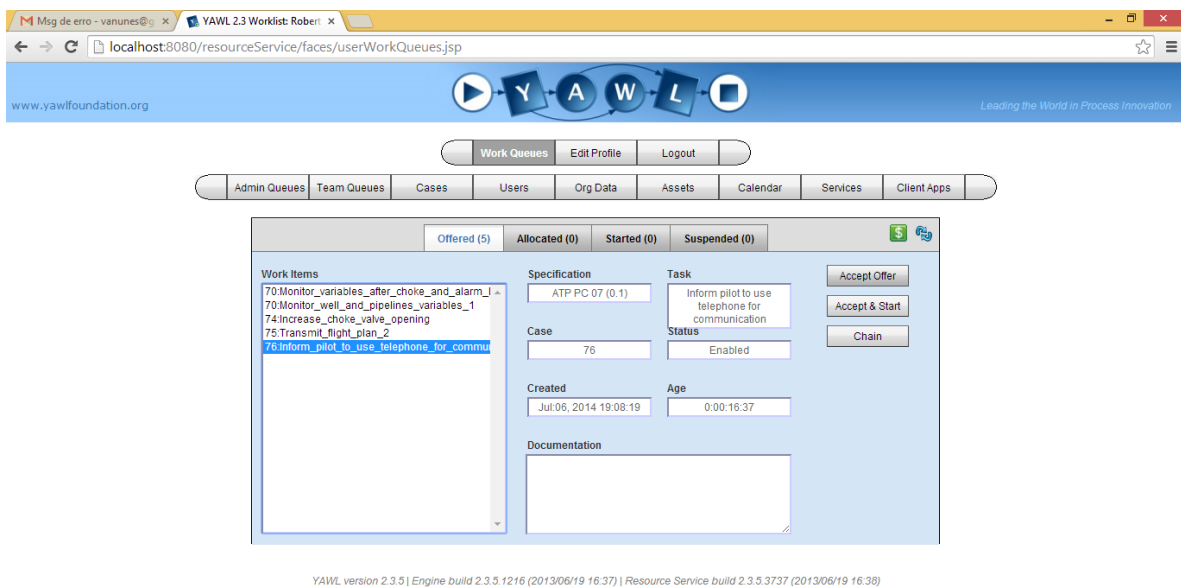 Msg de erro - vanunes@g
YAWL 2.3 Worklist: Robert
localhost:8080/resourceService/faces/userWorkQueues.jsp
www.yawlfoundation.org
Y A W L
Leading the World in Process Innovation
Work Queues Edit Profile Logout
Admin Queues Team Queues Cases Users Org Data Assets Calendar Services Client Apps
Offered (5) Allocated (0) Started (0) Suspended (0)
$
Work Items
70:Monitor_variables_after_choke_and_alarm_
70:Monitor_well_and_pipelines_variables_1
74:Increase_choke_valve_opening
75:Transmit_flight_plan_2
76:Inform_pilot_to_use_telephone_for_commu
Specification
ATP PC 07 (0.1)
Task
Inform pilot to use
telephone for
communication
Case
76
Status
Enabled
Created
Jul:06, 2014 19:08:19
Age
0:00:16:37
Documentation
Accept Offer
Accept & Start
Chain
YAWL version 2.3.5 | Engine build 2.3.5.1216 (2013/06/19 16:37) | Resource Service build 2.3.5.3737 (2013/06/19 16:38)